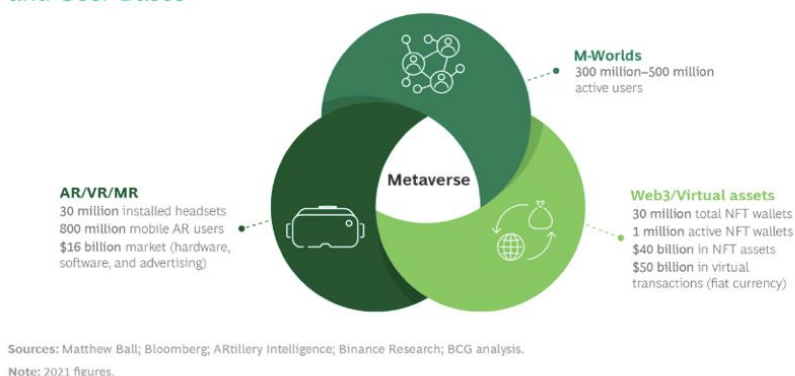 and User Bases
M-Worlds
300 million–500 million
active users
Metaverse
AR/VR/MR
30 million installed headsets
800 million mobile AR users
$16 billion market (hardware,
software, and advertising)
Web3/Virtual assets
30 million total NFT wallets
1 million active NFT wallets
$40 billion in NFT assets
$50 billion in virtual
transactions (fiat currency)
Sources: Matthew Ball; Bloomberg; ARtillery Intelligence; Binance Research; BCG analysis.
Note: 2021 figures.